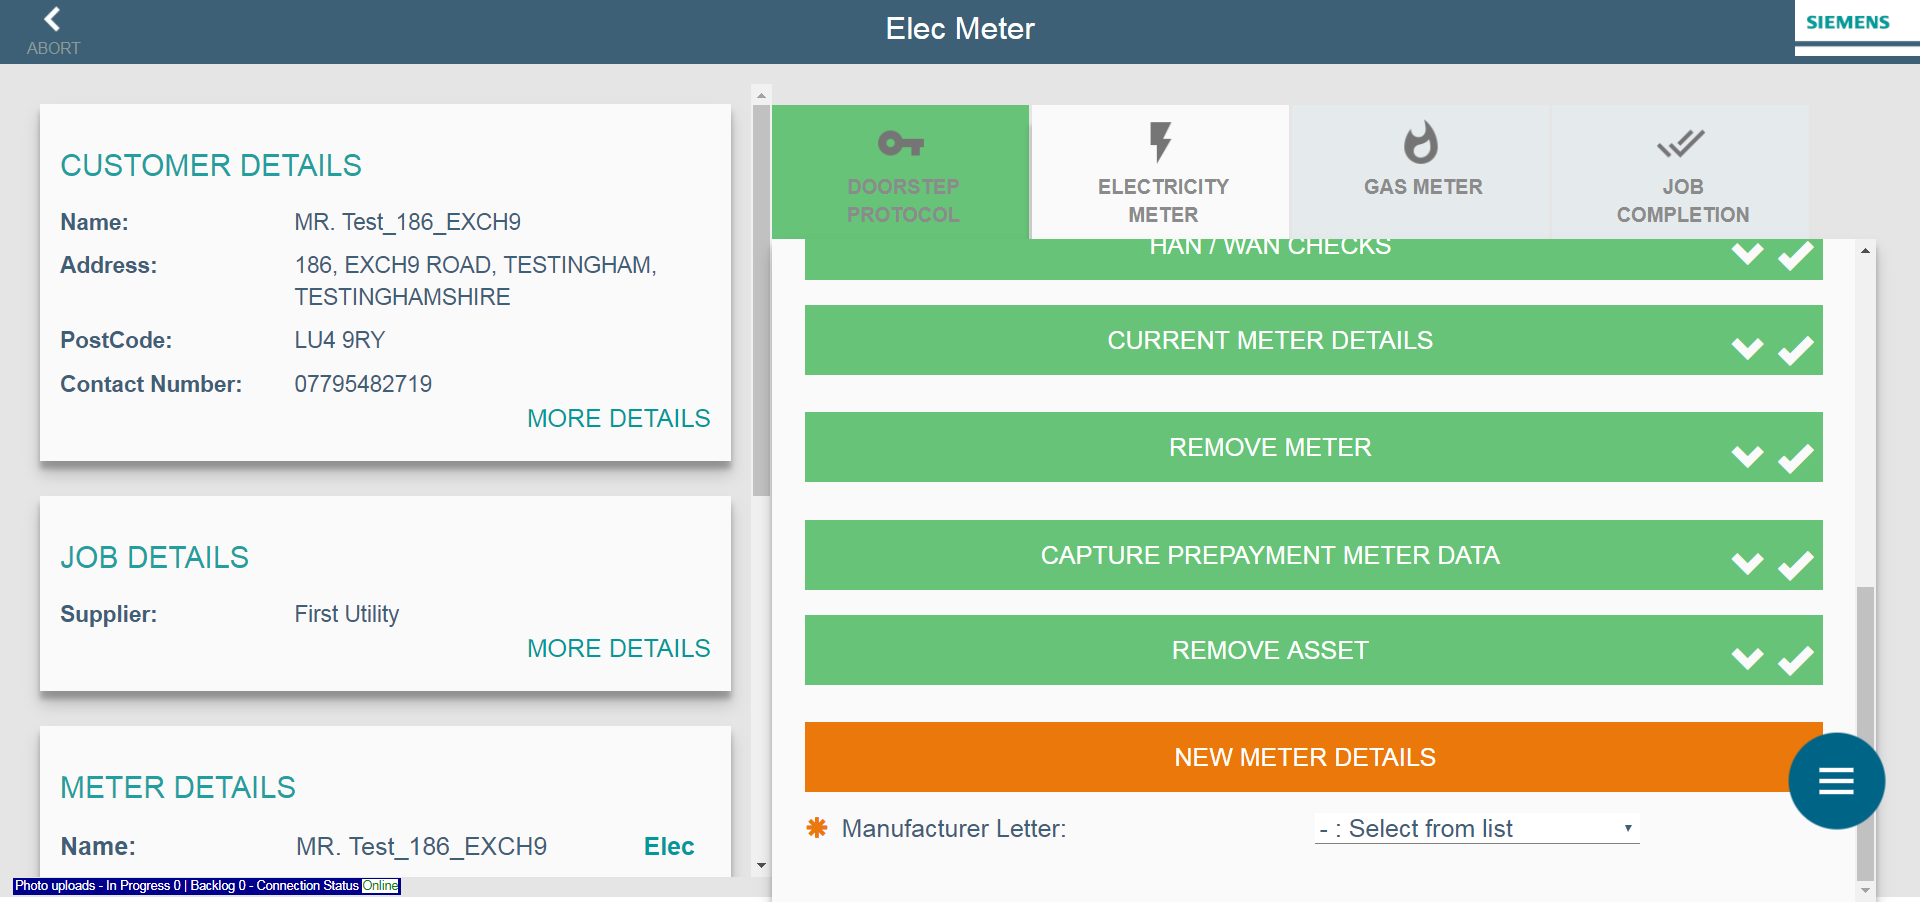 ABORT
Elec Meter
SIEMENS
CUSTOMER DETAILS
Name: MR. Test_186_EXCH9
Address: 186, EXCH9 ROAD, TESTINGHAM,
TESTINGHAMSHIRE
PostCode: LU4 9RY
Contact Number: 07795482719
MORE DETAILS
JOB DETAILS
Supplier: First Utility
MORE DETAILS
METER DETAILS
Name: MR. Test_186_EXCH9 Elec
Photo uploads - In Progress 0 | Backlog 0 - Connection Status Online
DOORSTEP
PROTOCOL
ELECTRICITY
METER
GAS METER
JOB
COMPLETION
HAN / WAN CHECKS
CURRENT METER DETAILS
REMOVE METER
CAPTURE PREPAYMENT METER DATA
REMOVE ASSET
NEW METER DETAILS
✱ Manufacturer Letter: - : Select from list